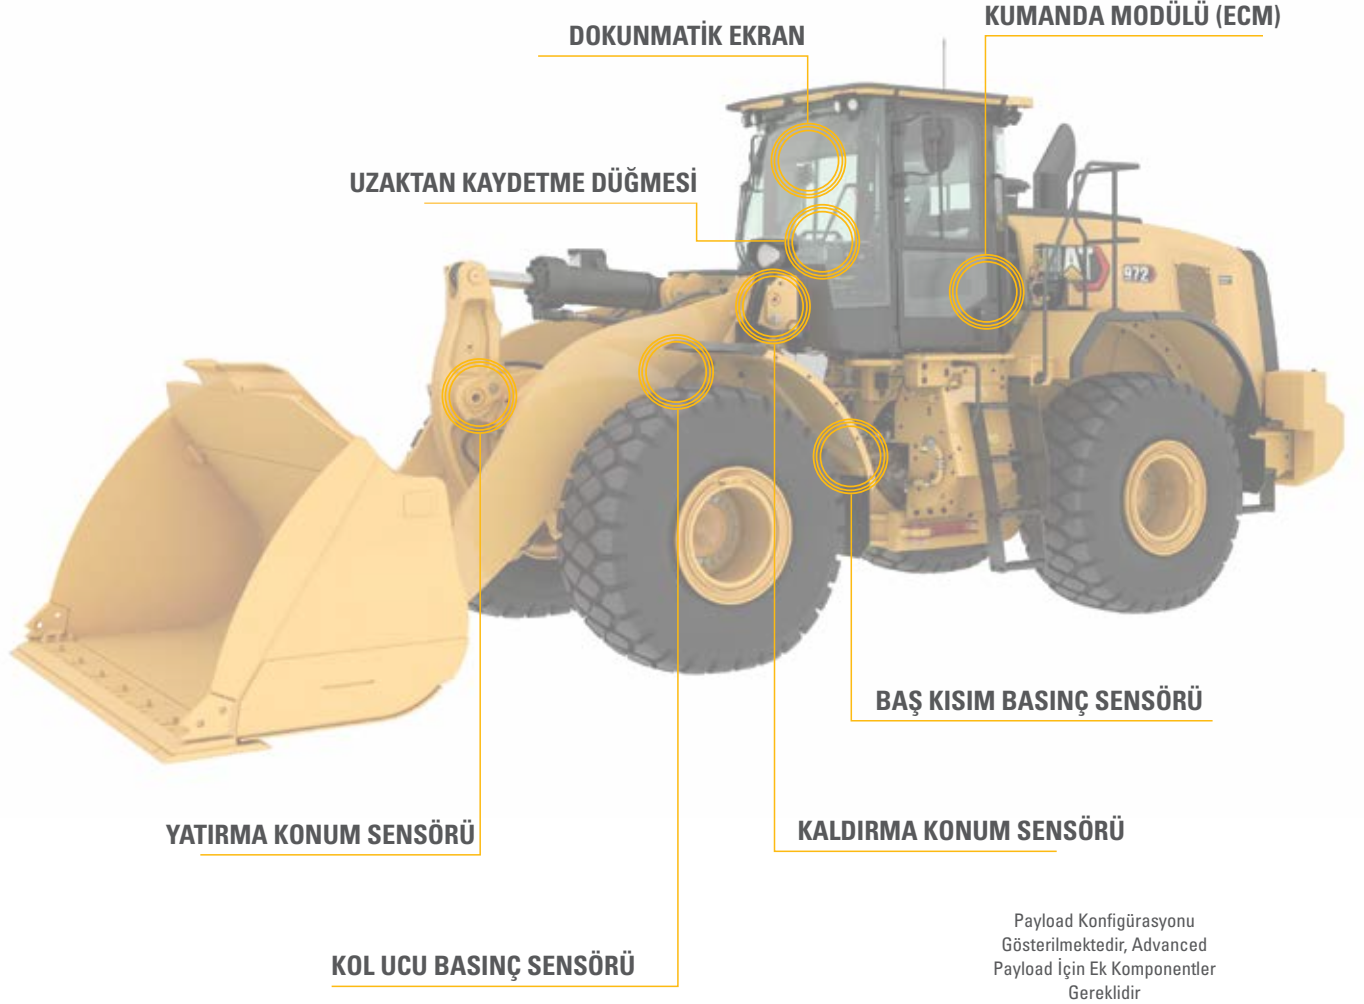 KUMANDA MODÜLÜ (ECM)
DOKUNMATİK EKRAN
UZAKTAN KAYDETME DÜĞMESİ
972
BAŞ KISIM BASINÇ SENSÖRÜ
YATIRMA KONUM SENSÖRÜ
KALDIRMA KONUM SENSÖRÜ
KOL UCU BASINÇ SENSÖRÜ
Payload Konfigürasyonu
Gösterilmektedir, Advanced
Payload İçin Ek Komponentler
Gereklidir